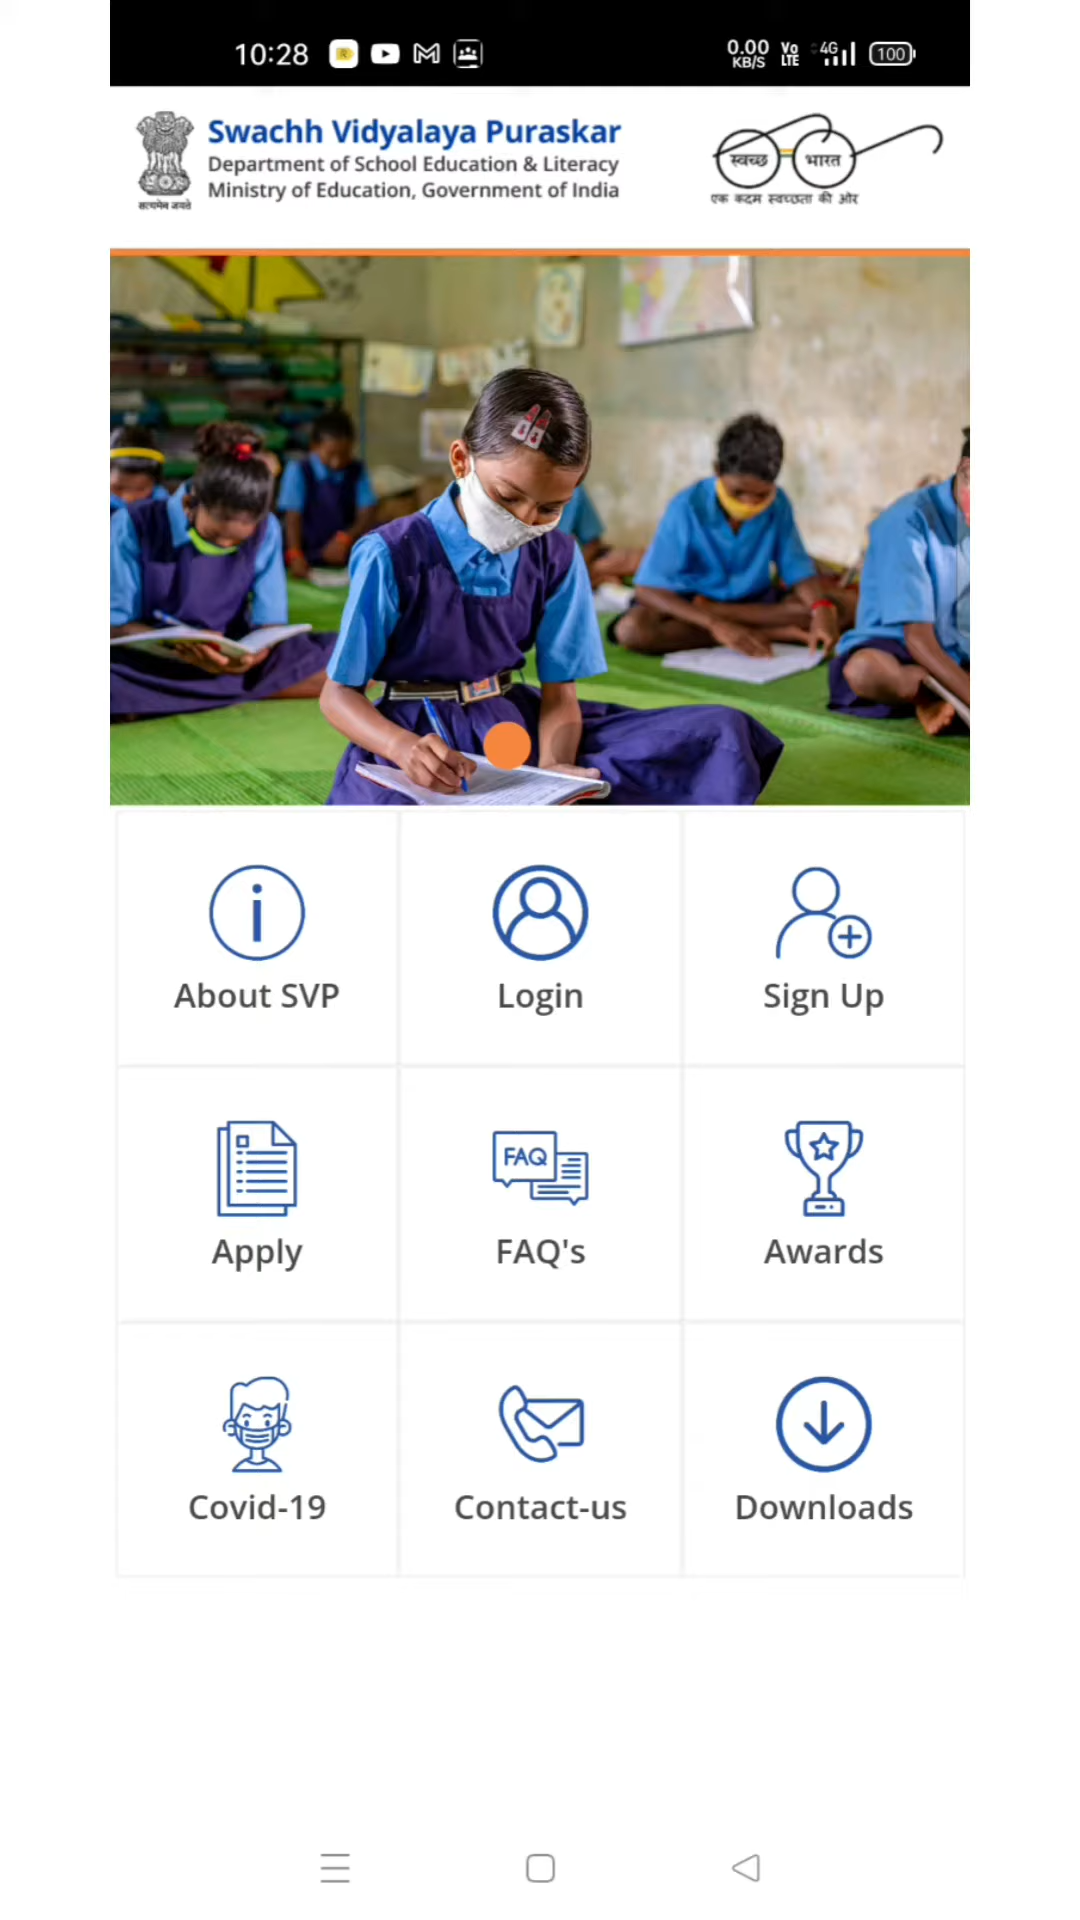 10:28
0.00 KB/S Vo LTE 4G 100
Swachh Vidyalaya Puraskar
Department of School Education & Literacy
Ministry of Education, Government of India
सत्यमेव जयते
स्वच्छ भारत
एक कदम स्वच्छता की ओर
About SVP
Login
Sign Up
FAQ
Apply
FAQ's
Awards
Covid-19
Contact-us
Downloads